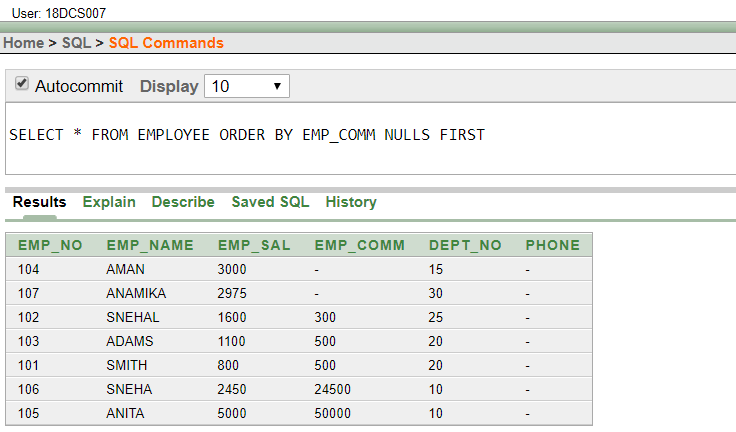 User: 18DCS007
Home > SQL > SQL Commands
Autocommit Display 10
SELECT * FROM EMPLOYEE ORDER BY EMP_COMM NULLS FIRST
Results Explain Describe Saved SQL History
EMP_NO EMP_NAME EMP_SAL EMP_COMM DEPT_NO PHONE
104 AMAN 3000 - 15 -
107 ANAMIKA 2975 - 30 -
102 SNEHAL 1600 300 25 -
103 ADAMS 1100 500 20 -
101 SMITH 800 500 20 -
106 SNEHA 2450 24500 10 -
105 ANITA 5000 50000 10 -